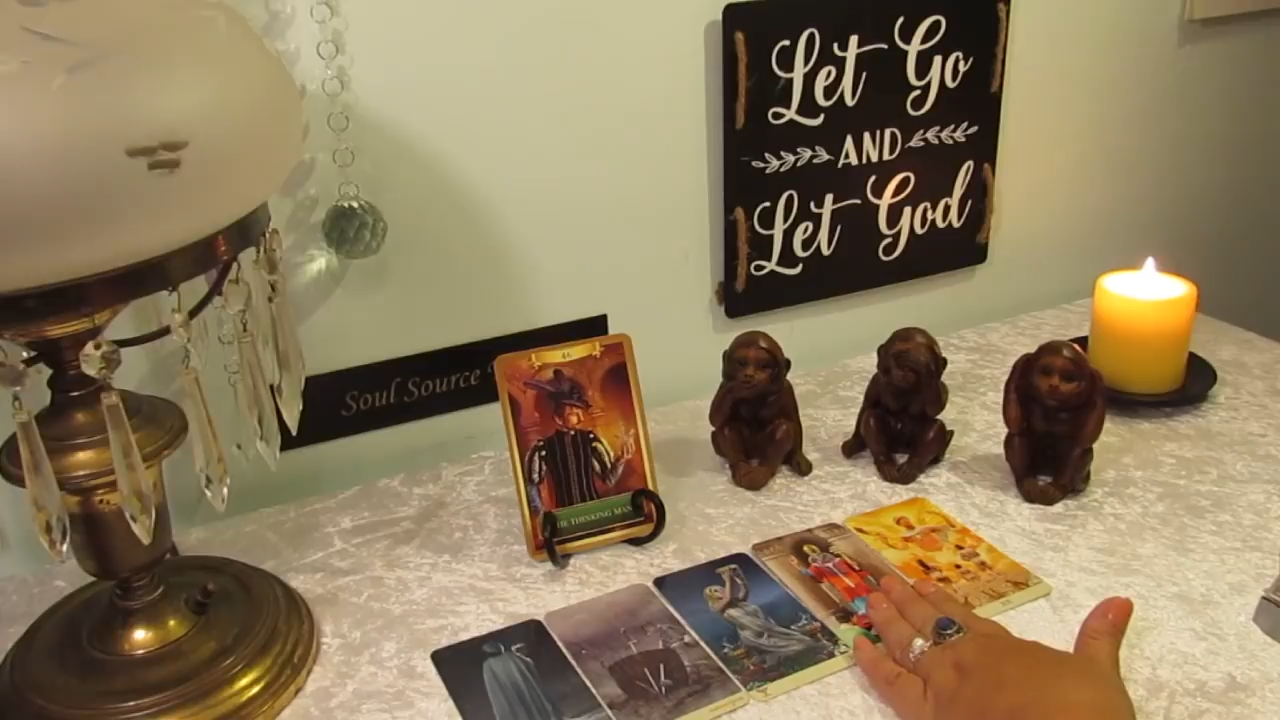 Let Go
AND
Let God
Soul Source
46
THE THINKING MAN